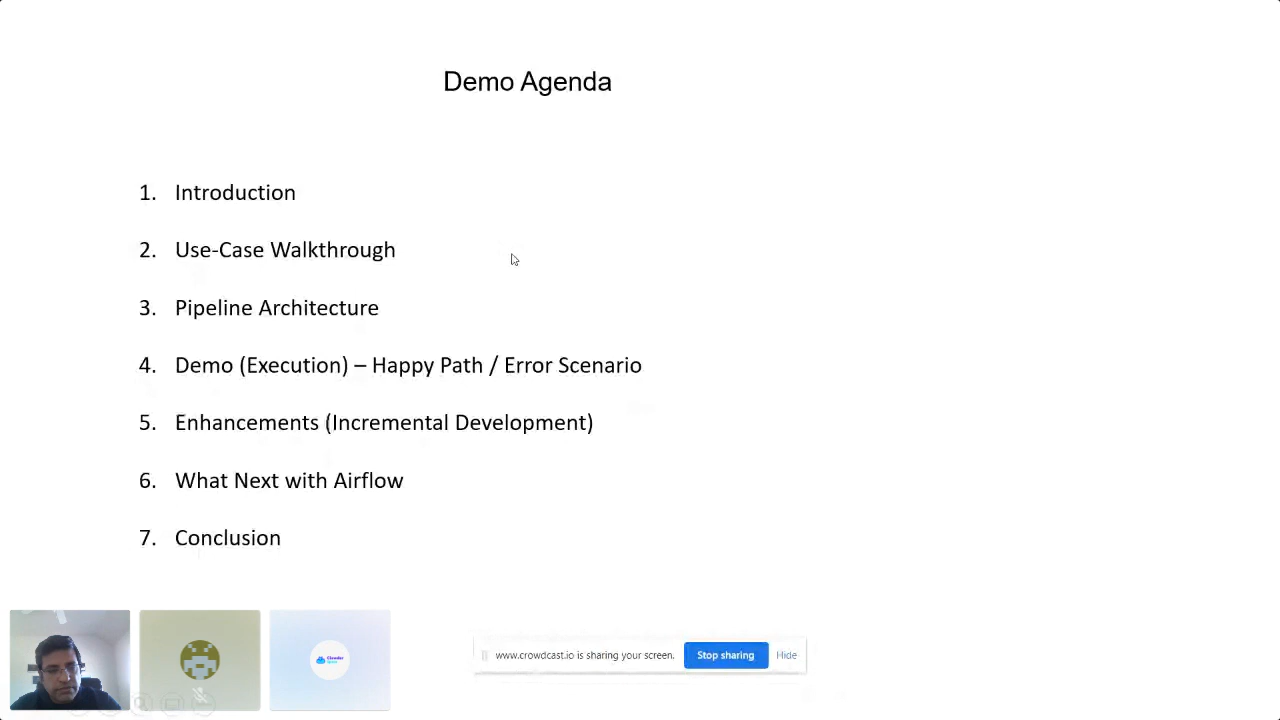 Demo Agenda
1. Introduction
2. Use-Case Walkthrough
3. Pipeline Architecture
4. Demo (Execution) – Happy Path / Error Scenario
5. Enhancements (Incremental Development)
6. What Next with Airflow
7. Conclusion
www.crowdcast.io is sharing your screen. Stop sharing Hide